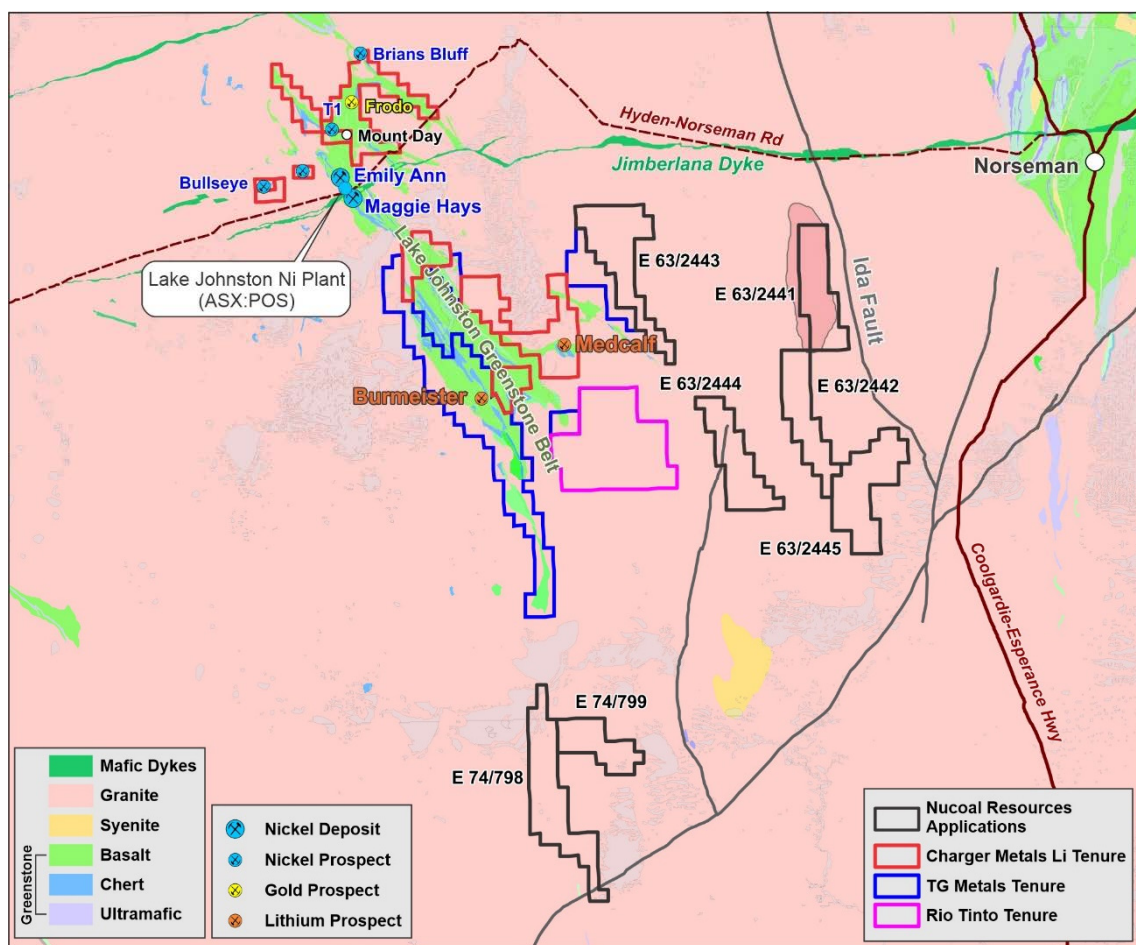 Brians Bluff
T1
Frodo
Mount Day
Hyden-Norseman Rd
Jimberlana Dyke
Norseman
Bullseye
Emily Ann
Maggie Hays
Lake Johnston Ni Plant
(ASX:POS)
Lake Johnston Greenstone Belt
E 63/2443
E 63/2441
Ida Fault
Medcalf
Burmeister
E 63/2444
E 63/2442
E 63/2445
Coolgardie-Esperance Hwy
E 74/799
E 74/798
Greenstone
Mafic Dykes
Granite
Syenite
Basalt
Chert
Ultramafic
Nickel Deposit
Nickel Prospect
Gold Prospect
Lithium Prospect
Nucoal Resources
Applications
Charger Metals Li Tenure
TG Metals Tenure
Rio Tinto Tenure